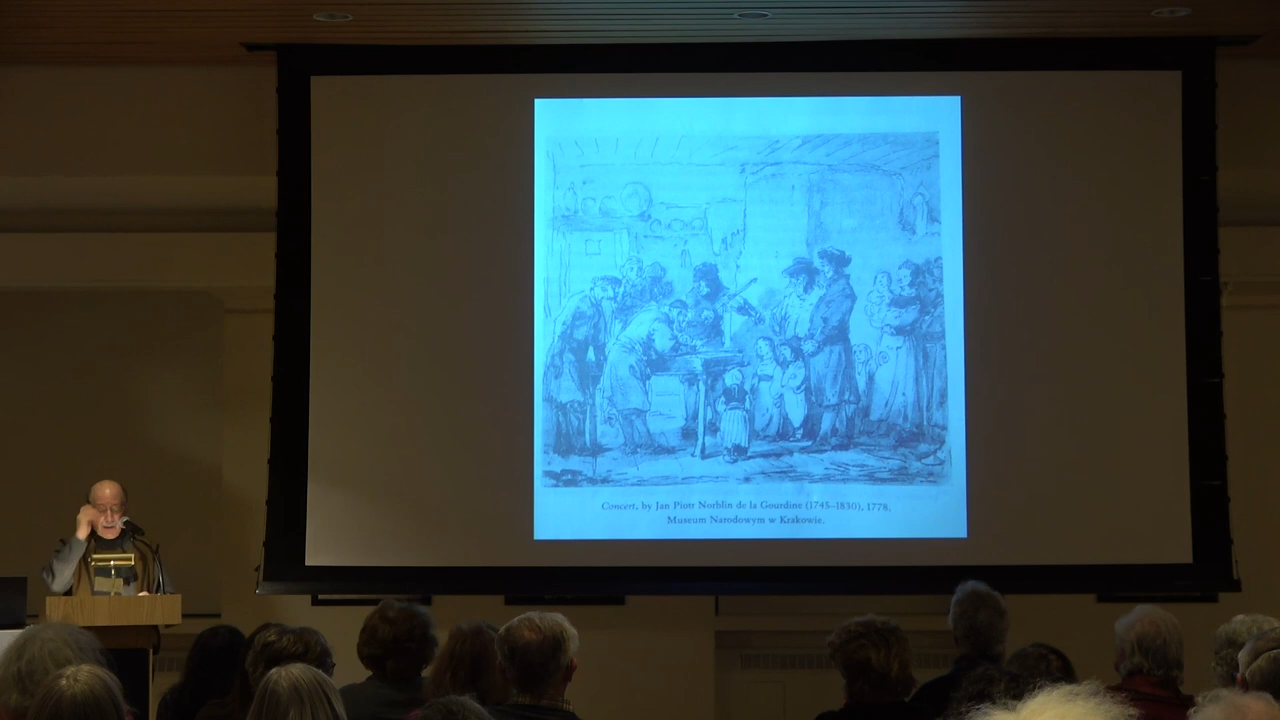 Concert, by Jan Piotr Norblin de la Gourdine (1745–1830), 1778,
Museum Narodowym w Krakowie.